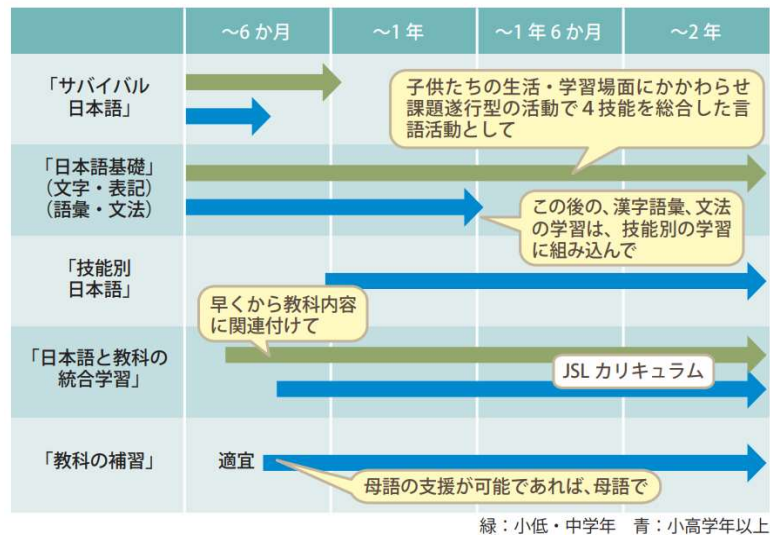 ～6か月
～1年
～1年6か月
～2年
「サバイバル
日本語」
子供たちの生活・学習場面にかかわらせ
課題遂行型の活動で4技能を総合した言
語活動として
「日本語基礎」
（文字・表記）
（語彙・文法）
この後の、漢字語彙、文法
の学習は、技能別の学習
に組み込んで
「技能別
日本語」
早くから教科内容
に関連付けて
「日本語と教科の
統合学習」
JSLカリキュラム
「教科の補習」
適宜
母語の支援が可能であれば、母語で
緑：小低・中学年　青：小高学年以上